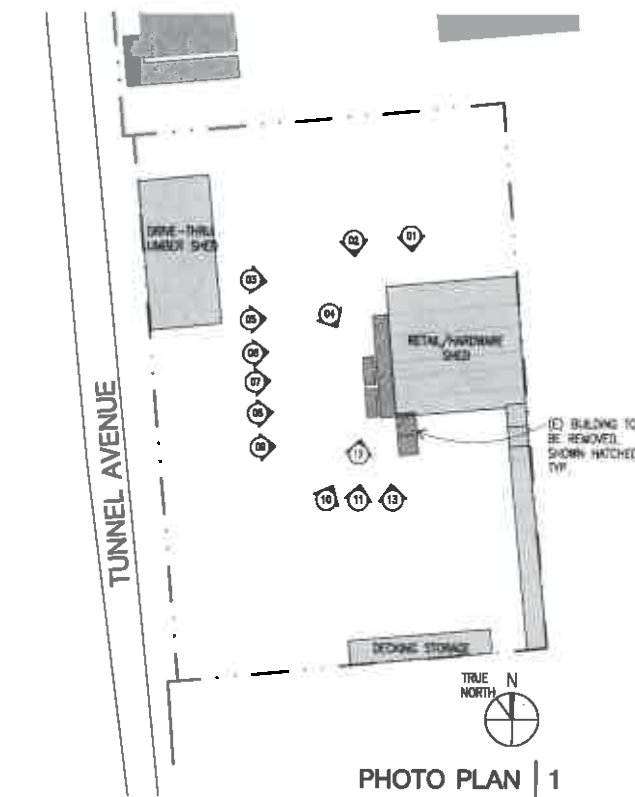 DRIVE-THRU
LUMBER SHED
02
01
03
04
05
RETAIL/HARDWARE
SHED
06
07
08
09
(E) BUILDING TO
BE REMOVED,
SHOWN HATCHED
TYP.
12
10
11
13
TUNNEL AVENUE
DECKING STORAGE
TRUE
NORTH
N
PHOTO PLAN 1